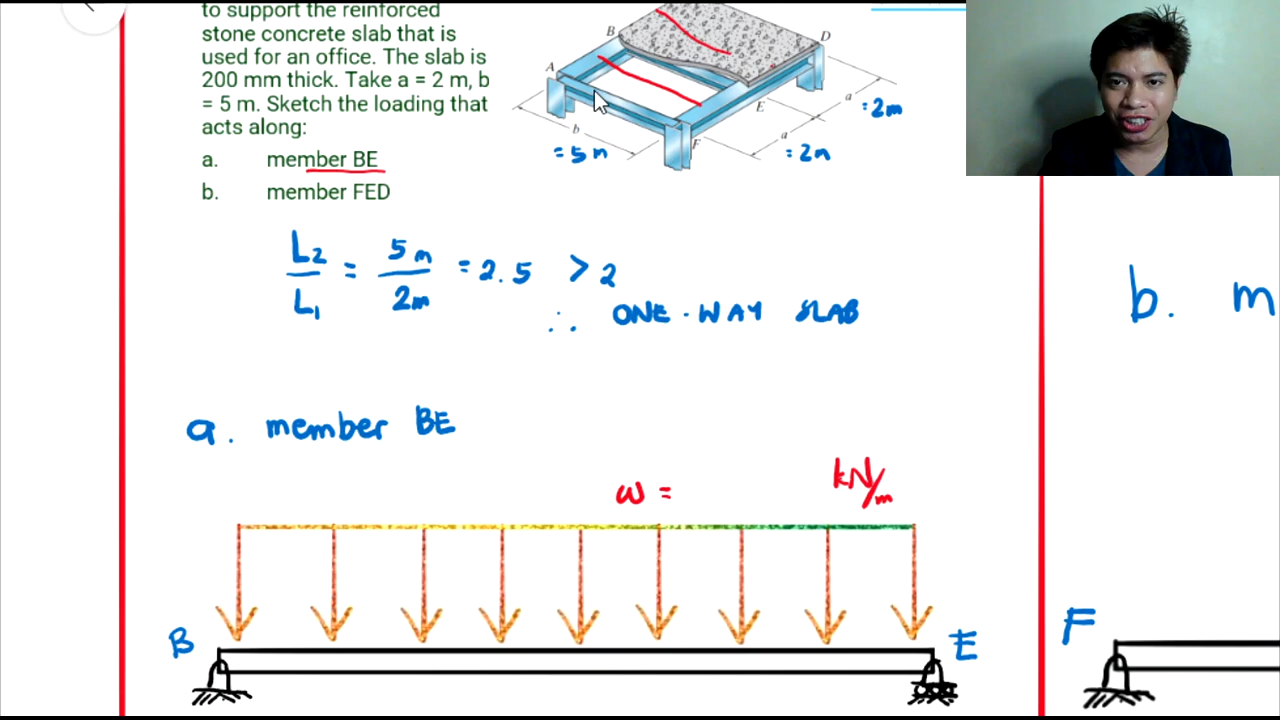 to support the reinforced
stone concrete slab that is
used for an office. The slab is
200 mm thick. Take a = 2 m, b
= 5 m. Sketch the loading that
acts along:
a. member BE
b. member FED
A
B
D
E
F
a
= 2m
a
= 2m
b
= 5 m
L2/L1 = 5m/2m = 2.5 > 2
∴ ONE-WAY SLAB
a. member BE
ω = kN/m
B
E
b. m
F